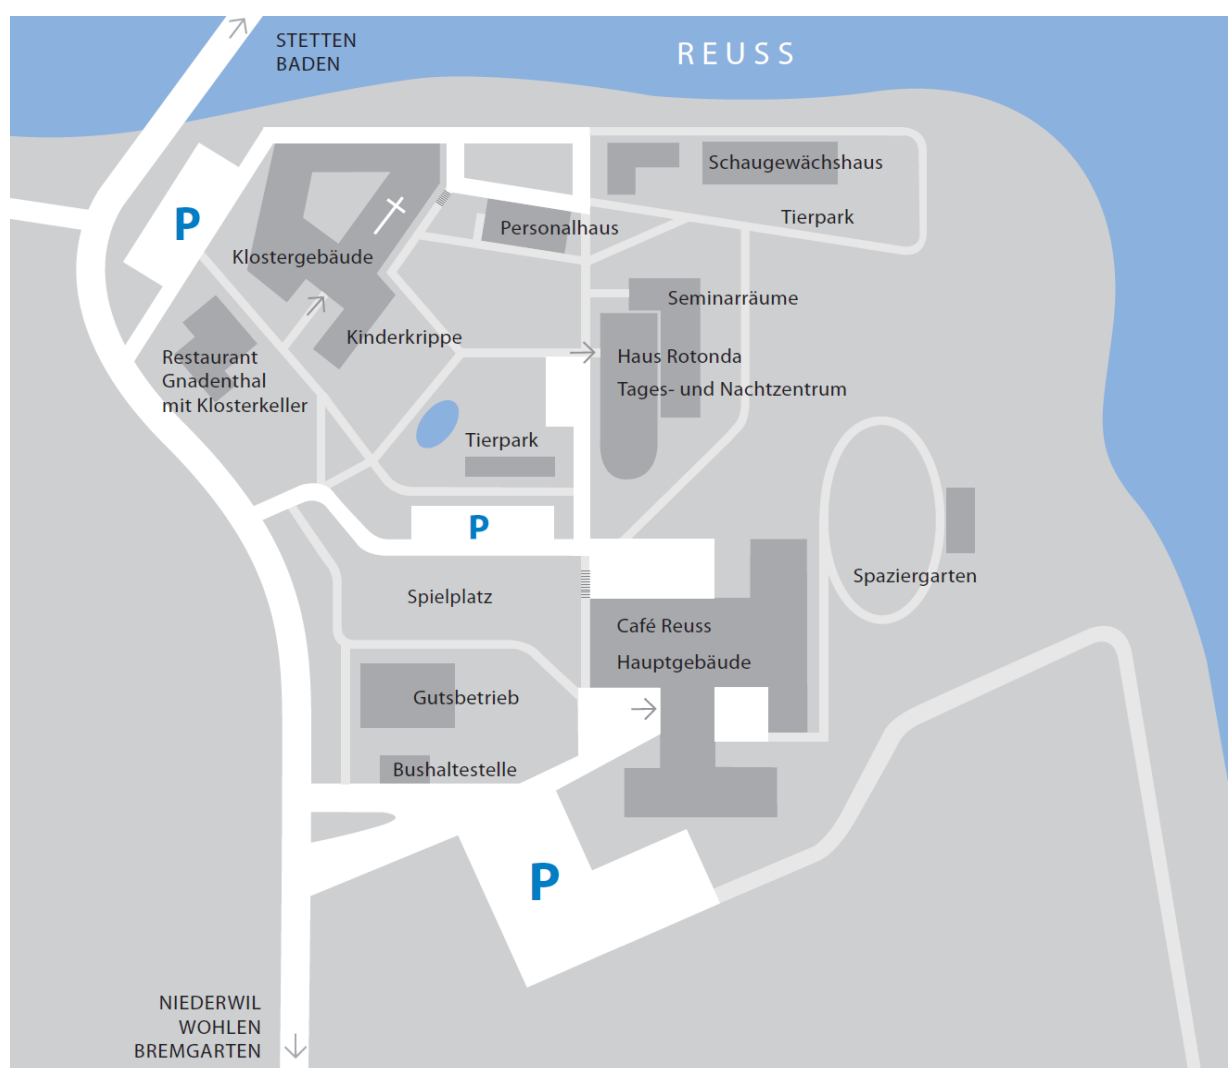 STETTEN
BADEN
REUSS
Schaugewächshaus
P
Tierpark
Personalhaus
Klostergebäude
Seminarräume
Kinderkrippe
Restaurant
Gnadenthal
mit Klosterkeller
Haus Rotonda
Tages- und Nachtzentrum
Tierpark
P
Spaziergarten
Spielplatz
Café Reuss
Hauptgebäude
Gutsbetrieb
Bushaltestelle
P
NIEDERWIL
WOHLEN
BREMGARTEN